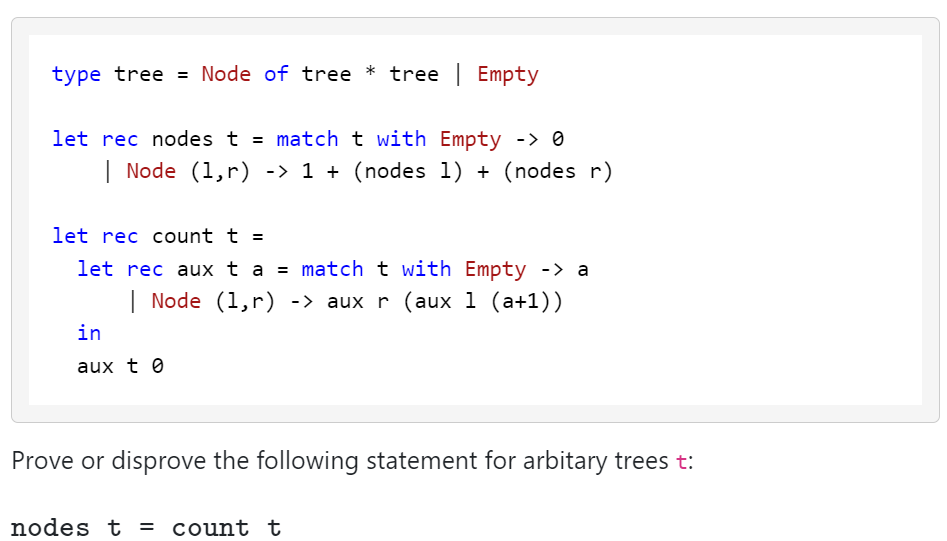 type tree = Node of tree * tree | Empty
let rec nodes t = match t with Empty -> 0
| Node (l,r) -> 1 + (nodes l) + (nodes r)
let rec count t =
let rec aux t a = match t with Empty -> a
| Node (l,r) -> aux r (aux l (a+1))
in
aux t 0
Prove or disprove the following statement for arbitary trees t:
nodes t = count t